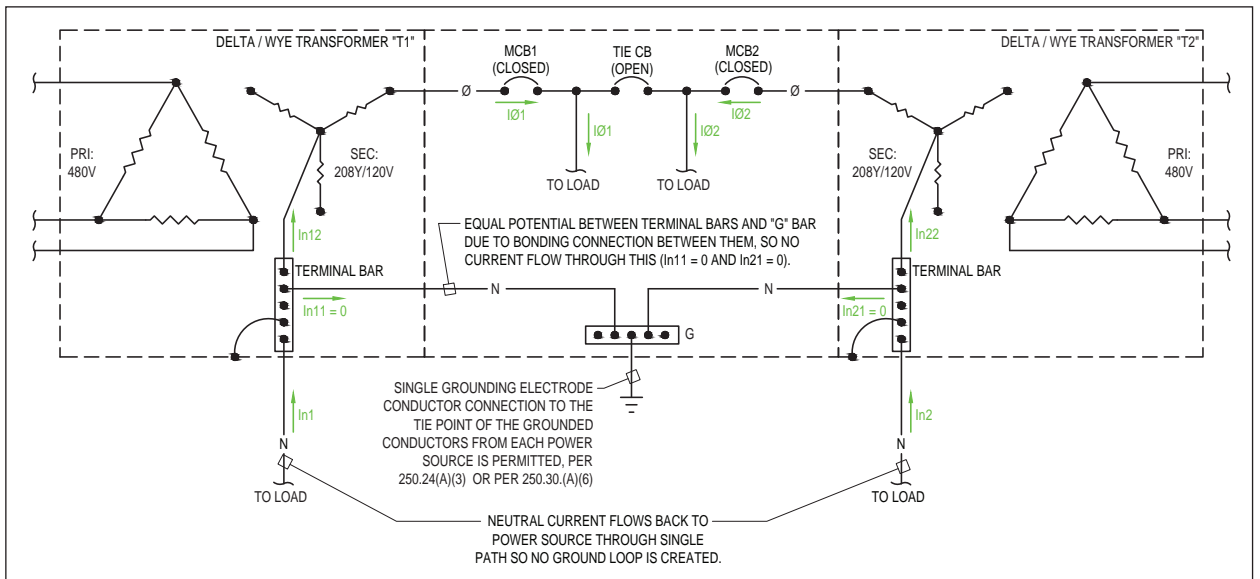 DELTA / WYE TRANSFORMER "T1"
DELTA / WYE TRANSFORMER "T2"
MCB1
(CLOSED)
TIE CB
(OPEN)
MCB2
(CLOSED)
Ø
Ø
IØ1
IØ2
IØ1
IØ2
PRI:
480V
SEC:
208Y/120V
TO LOAD
TO LOAD
SEC:
208Y/120V
PRI:
480V
In12
In22
EQUAL POTENTIAL BETWEEN TERMINAL BARS AND "G" BAR
DUE TO BONDING CONNECTION BETWEEN THEM, SO NO
CURRENT FLOW THROUGH THIS (In11 = 0 AND In21 = 0).
TERMINAL BAR
TERMINAL BAR
N
N
In11 = 0
In21 = 0
G
SINGLE GROUNDING ELECTRODE
CONDUCTOR CONNECTION TO THE
TIE POINT OF THE GROUNDED
CONDUCTORS FROM EACH POWER
SOURCE IS PERMITTED, PER
250.24(A)(3) OR PER 250.30.(A)(6)
In1
In2
N
N
TO LOAD
TO LOAD
NEUTRAL CURRENT FLOWS BACK TO
POWER SOURCE THROUGH SINGLE
PATH SO NO GROUND LOOP IS CREATED.